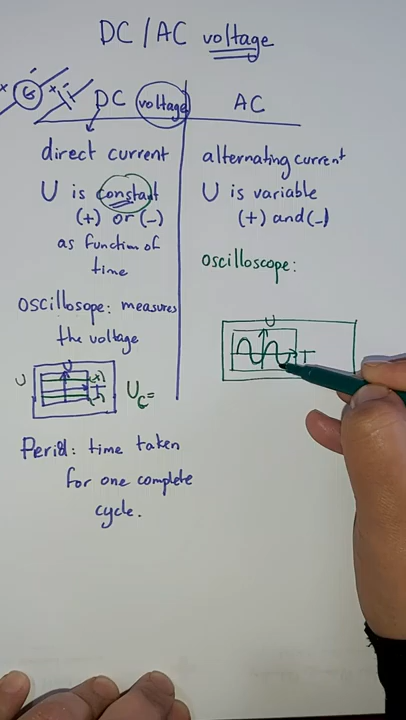 DC/AC voltage
G
DC voltage
direct current
U is constant
(+) or (-)
as function of
time
oscillosope: measures
the voltage
U
U
(+)
(-)
U꜀=
Period: time taken
for one complete
cycle.
AC
alternating current
U is variable
(+) and (-)
oscilloscope:
U
T